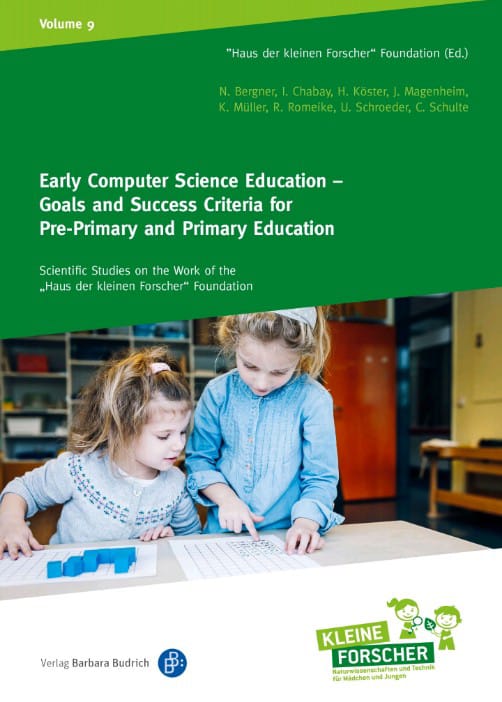 Volume 9
”Haus der kleinen Forscher“ Foundation (Ed.)
N. Bergner, I. Chabay, H. Köster, J. Magenheim,
K. Müller, R. Romeike, U. Schroeder, C. Schulte
Early Computer Science Education –
Goals and Success Criteria for
Pre-Primary and Primary Education
Scientific Studies on the Work of the
„Haus der kleinen Forscher“ Foundation
KLEINE
FORSCHER
Naturwissenschaften und Technik
für Mädchen und Jungen
Verlag Barbara Budrich
BB